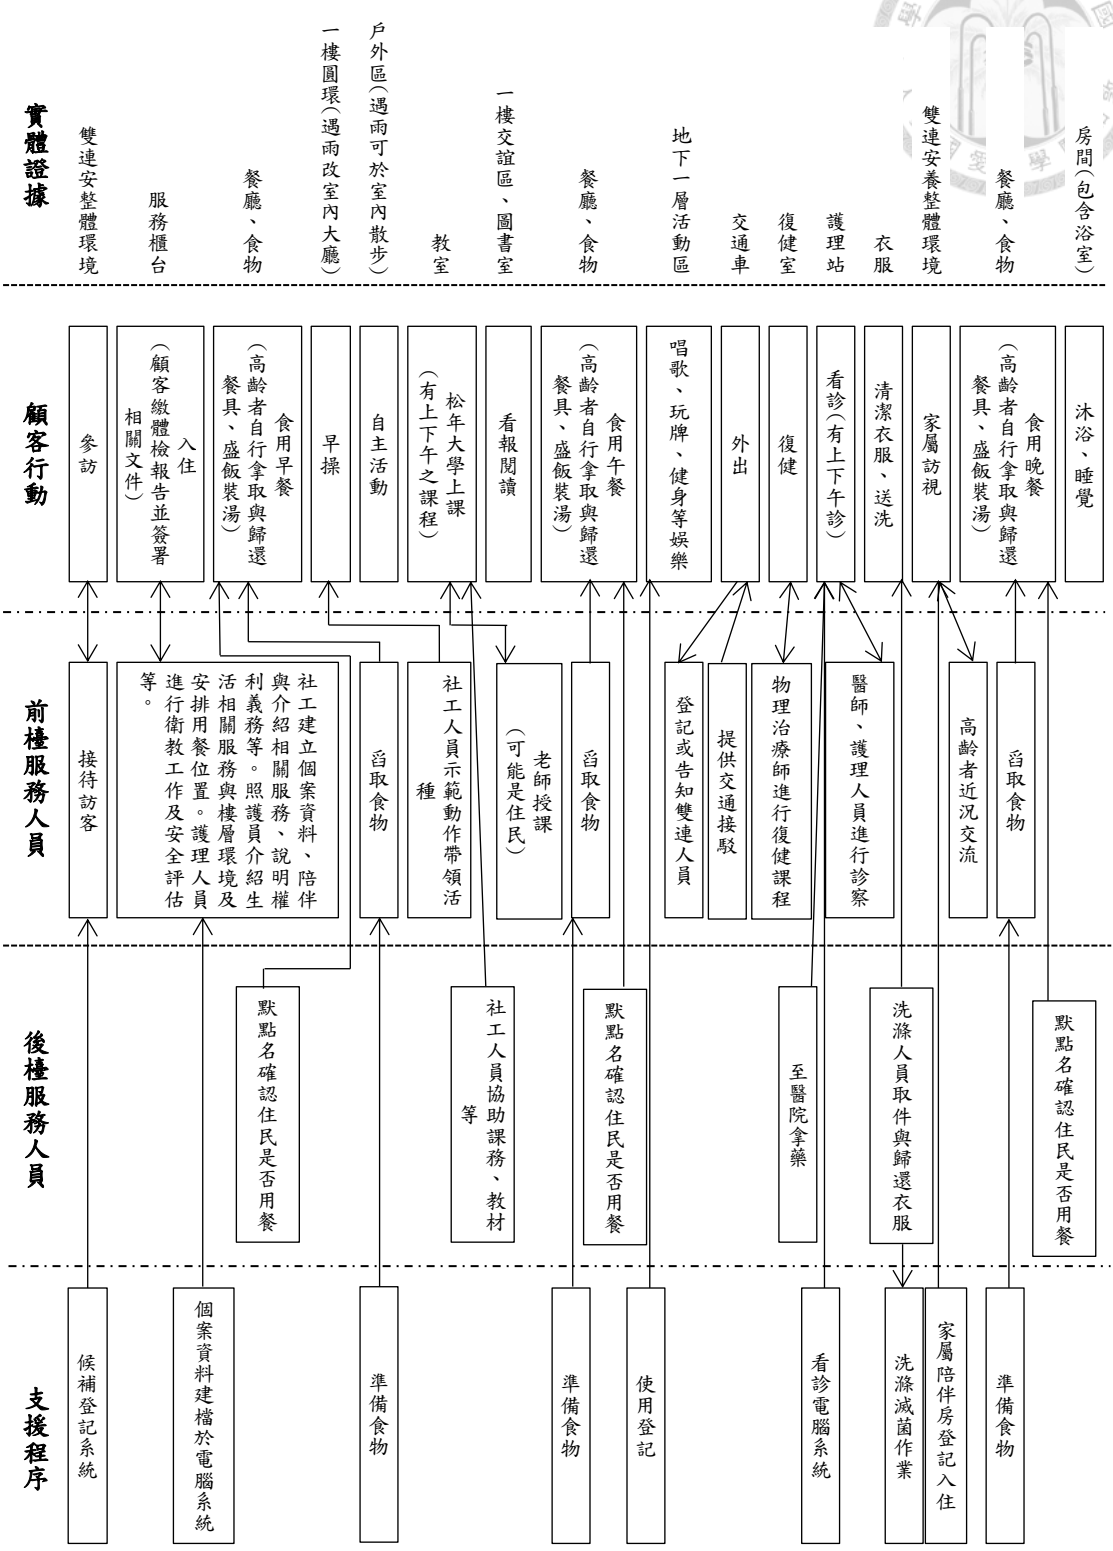 實體證據
雙連安整體環境
服務櫃台
餐廳、食物
一樓圓環(遇雨改室內大廳)
戶外區(遇雨可於室內散步)
教室
一樓交誼區、圖書室
餐廳、食物
地下一層活動區
交通車
復健室
護理站
衣服
雙連安養整體環境
餐廳、食物
房間(包含浴室)
顧客行動
參訪
入住
(顧客繳體檢報告並簽署
相關文件)
食用早餐
(高齡者自行拿取與歸還
餐具、盛飯裝湯)
早操
自主活動
松年大學上課
(有上下午之課程)
看報閱讀
食用午餐
(高齡者自行拿取與歸還
餐具、盛飯裝湯)
唱歌、玩牌、健身等娛樂
外出
復健
看診(有上下午診)
清潔衣服、送洗
家屬訪視
食用晚餐
(高齡者自行拿取與歸還
餐具、盛飯裝湯)
沐浴、睡覺
前檯服務人員
接待訪客
社工建立個案資料、陪伴
與介紹相關服務、說明權
利義務等。照護員介紹生
活相關服務與樓層環境及
安排用餐位置。護理人員
進行衛教工作及安全評估
等。
舀取食物
社工人員示範動作帶領活
種
老師授課
(可能是住民)
舀取食物
登記或告知雙連人員
提供交通接駁
物理治療師進行復健課程
醫師、護理人員進行診察
高齡者近況交流
舀取食物
後檯服務人員
默點名確認住民是否用餐
社工人員協助課務、教材
等
默點名確認住民是否用餐
至醫院拿藥
洗滌人員取件與歸還衣服
默點名確認住民是否用餐
支援程序
候補登記系統
個案資料建檔於電腦系統
準備食物
準備食物
使用登記
看診電腦系統
洗滌滅菌作業
家屬陪伴房登記入住
準備食物